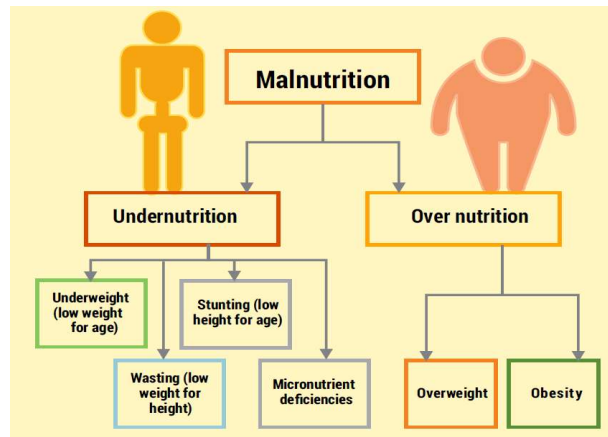 Malnutrition
Undernutrition
Over nutrition
Underweight
(low weight
for age)
Stunting (low
height for age)
Wasting (low
weight for
height)
Micronutrient
deficiencies
Overweight
Obesity